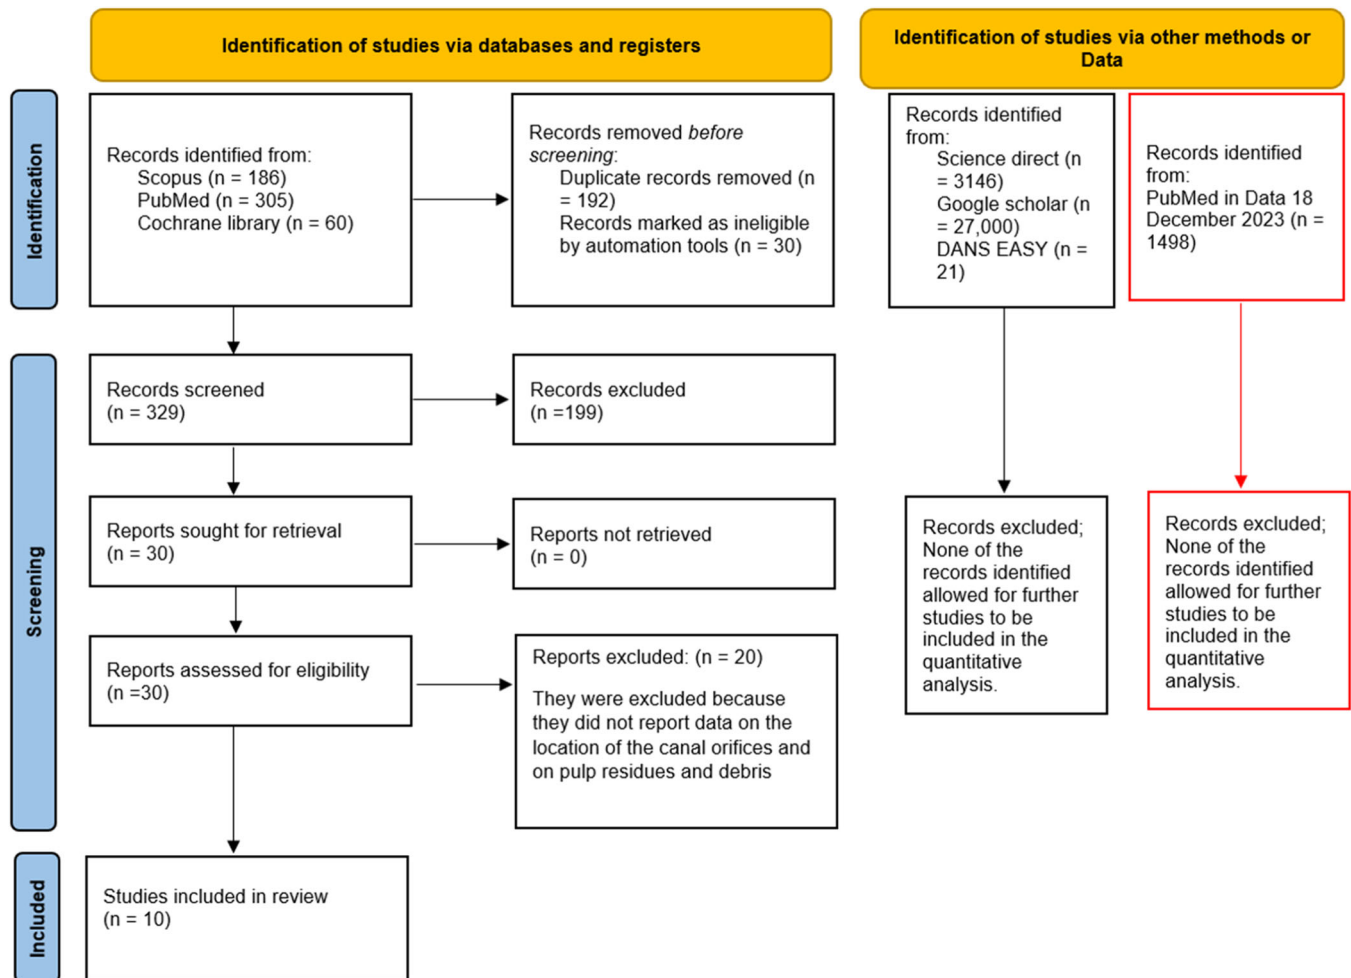 Identification of studies via databases and registers
Identification of studies via other methods or
Data
Identification
Records identified from:
Scopus (n = 186)
PubMed (n = 305)
Cochrane library (n = 60)
Records removed before
screening:
Duplicate records removed (n
= 192)
Records marked as ineligible
by automation tools (n = 30)
Records identified
from:
Science direct (n
= 3146)
Google scholar (n
= 27,000)
DANS EASY (n =
21)
Records identified
from:
PubMed in Data 18
December 2023 (n =
1498)
Screening
Records screened
(n = 329)
Records excluded
(n =199)
Reports sought for retrieval
(n = 30)
Reports not retrieved
(n = 0)
Reports assessed for eligibility
(n =30)
Reports excluded: (n = 20)
They were excluded because
they did not report data on the
location of the canal orifices and
on pulp residues and debris
Records excluded;
None of the
records identified
allowed for further
studies to be
included in the
quantitative
analysis.
Records excluded;
None of the
records identified
allowed for further
studies to be
included in the
quantitative
analysis.
Included
Studies included in review
(n = 10)